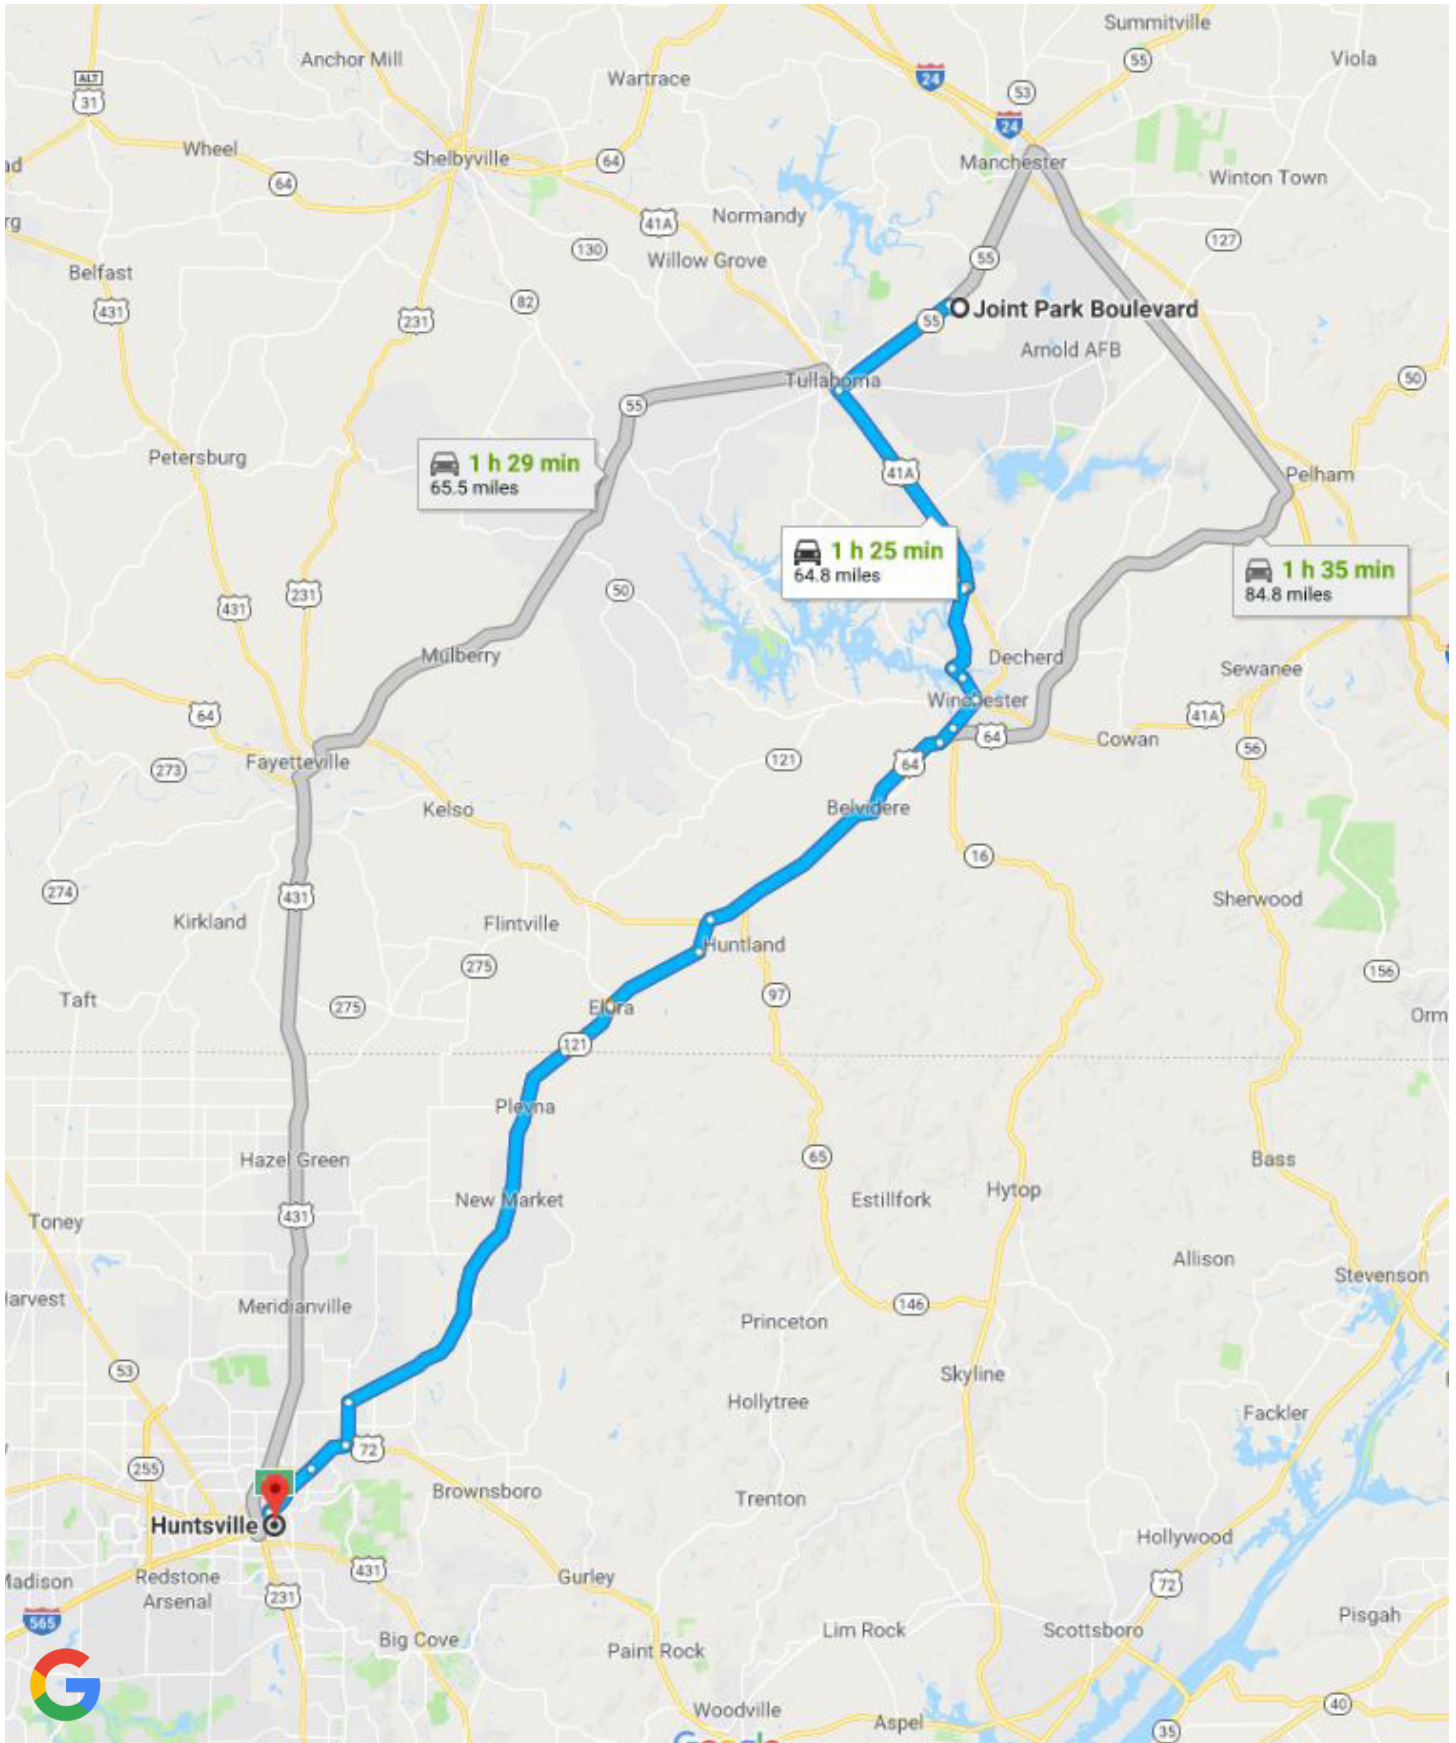 Summitville
Anchor Mill
55
Viola
24
Wartrace
ALT
31
53
24
Wheel
Shelbyville
64
Manchester
64
Winton Town
41A
Normandy
127
130
Willow Grove
55
Belfast
82
431
231
55
Joint Park Boulevard
Arnold AFB
Tullahoma
50
55
Petersburg
1 h 29 min
65.5 miles
41A
Pelham
1 h 25 min
64.8 miles
1 h 35 min
84.8 miles
50
231
431
Mulberry
Decherd
Sewanee
Winchester
64
41A
64
Cowan
56
Fayetteville
273
121
64
Kelso
Belvidere
16
274
431
Sherwood
Kirkland
Flintville
Huntland
275
156
Taft
275
Elora
97
Orm
121
Plevna
Hazel Green
65
Bass
New Market
Estillfork
Hytop
431
Toney
Allison
Stevenson
Meridianville
146
Princeton
53
Skyline
Hollytree
Fackler
72
255
Brownsboro
Trenton
Huntsville
Hollywood
Madison
Redstone
Arsenal
431
Gurley
72
231
565
Pisgah
Big Cove
Lim Rock
Scottsboro
Paint Rock
G
Woodville
40
Aspel
35
Google